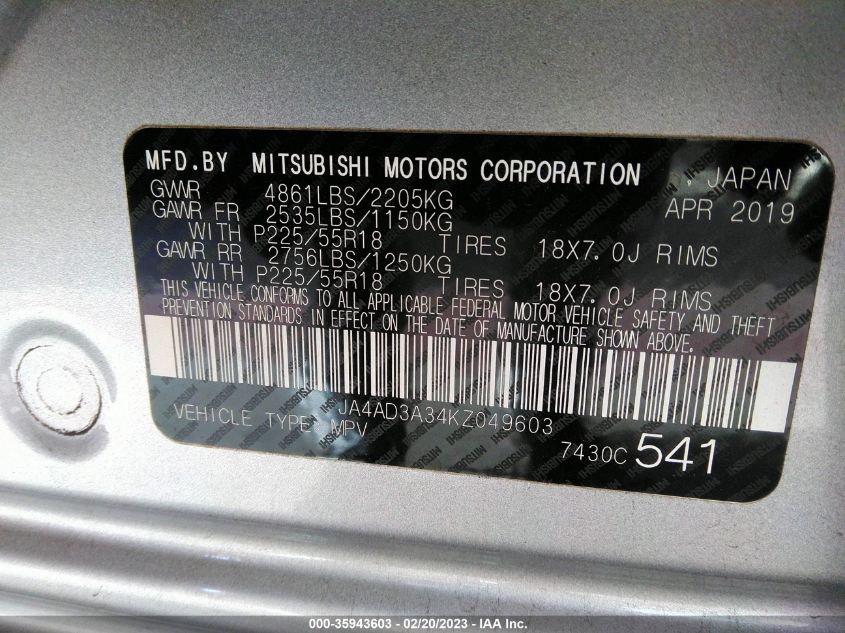 MFD.BY MITSUBISHI MOTORS CORPORATION JAPAN
GVWR 4861LBS/2205KG APR 2019
GAWR FR 2535LBS/1150KG
WITH P225/55R18 TIRES 18X7.0J RIMS
GAWR RR 2756LBS/1250KG
WITH P225/55R18 TIRES 18X7.0J RIMS
THIS VEHICLE CONFORMS TO ALL APPLICABLE FEDERAL MOTOR VEHICLE SAFETY AND THEFT
PREVENTION STANDARDS IN EFFECT ON THE DATE OF MANUFACTURE SHOWN ABOVE.
JA4AD3A34KZ049603
VEHICLE TYPE: MPV 7430C 541
000-35943603 — 02/20/2023 — IAA Inc.